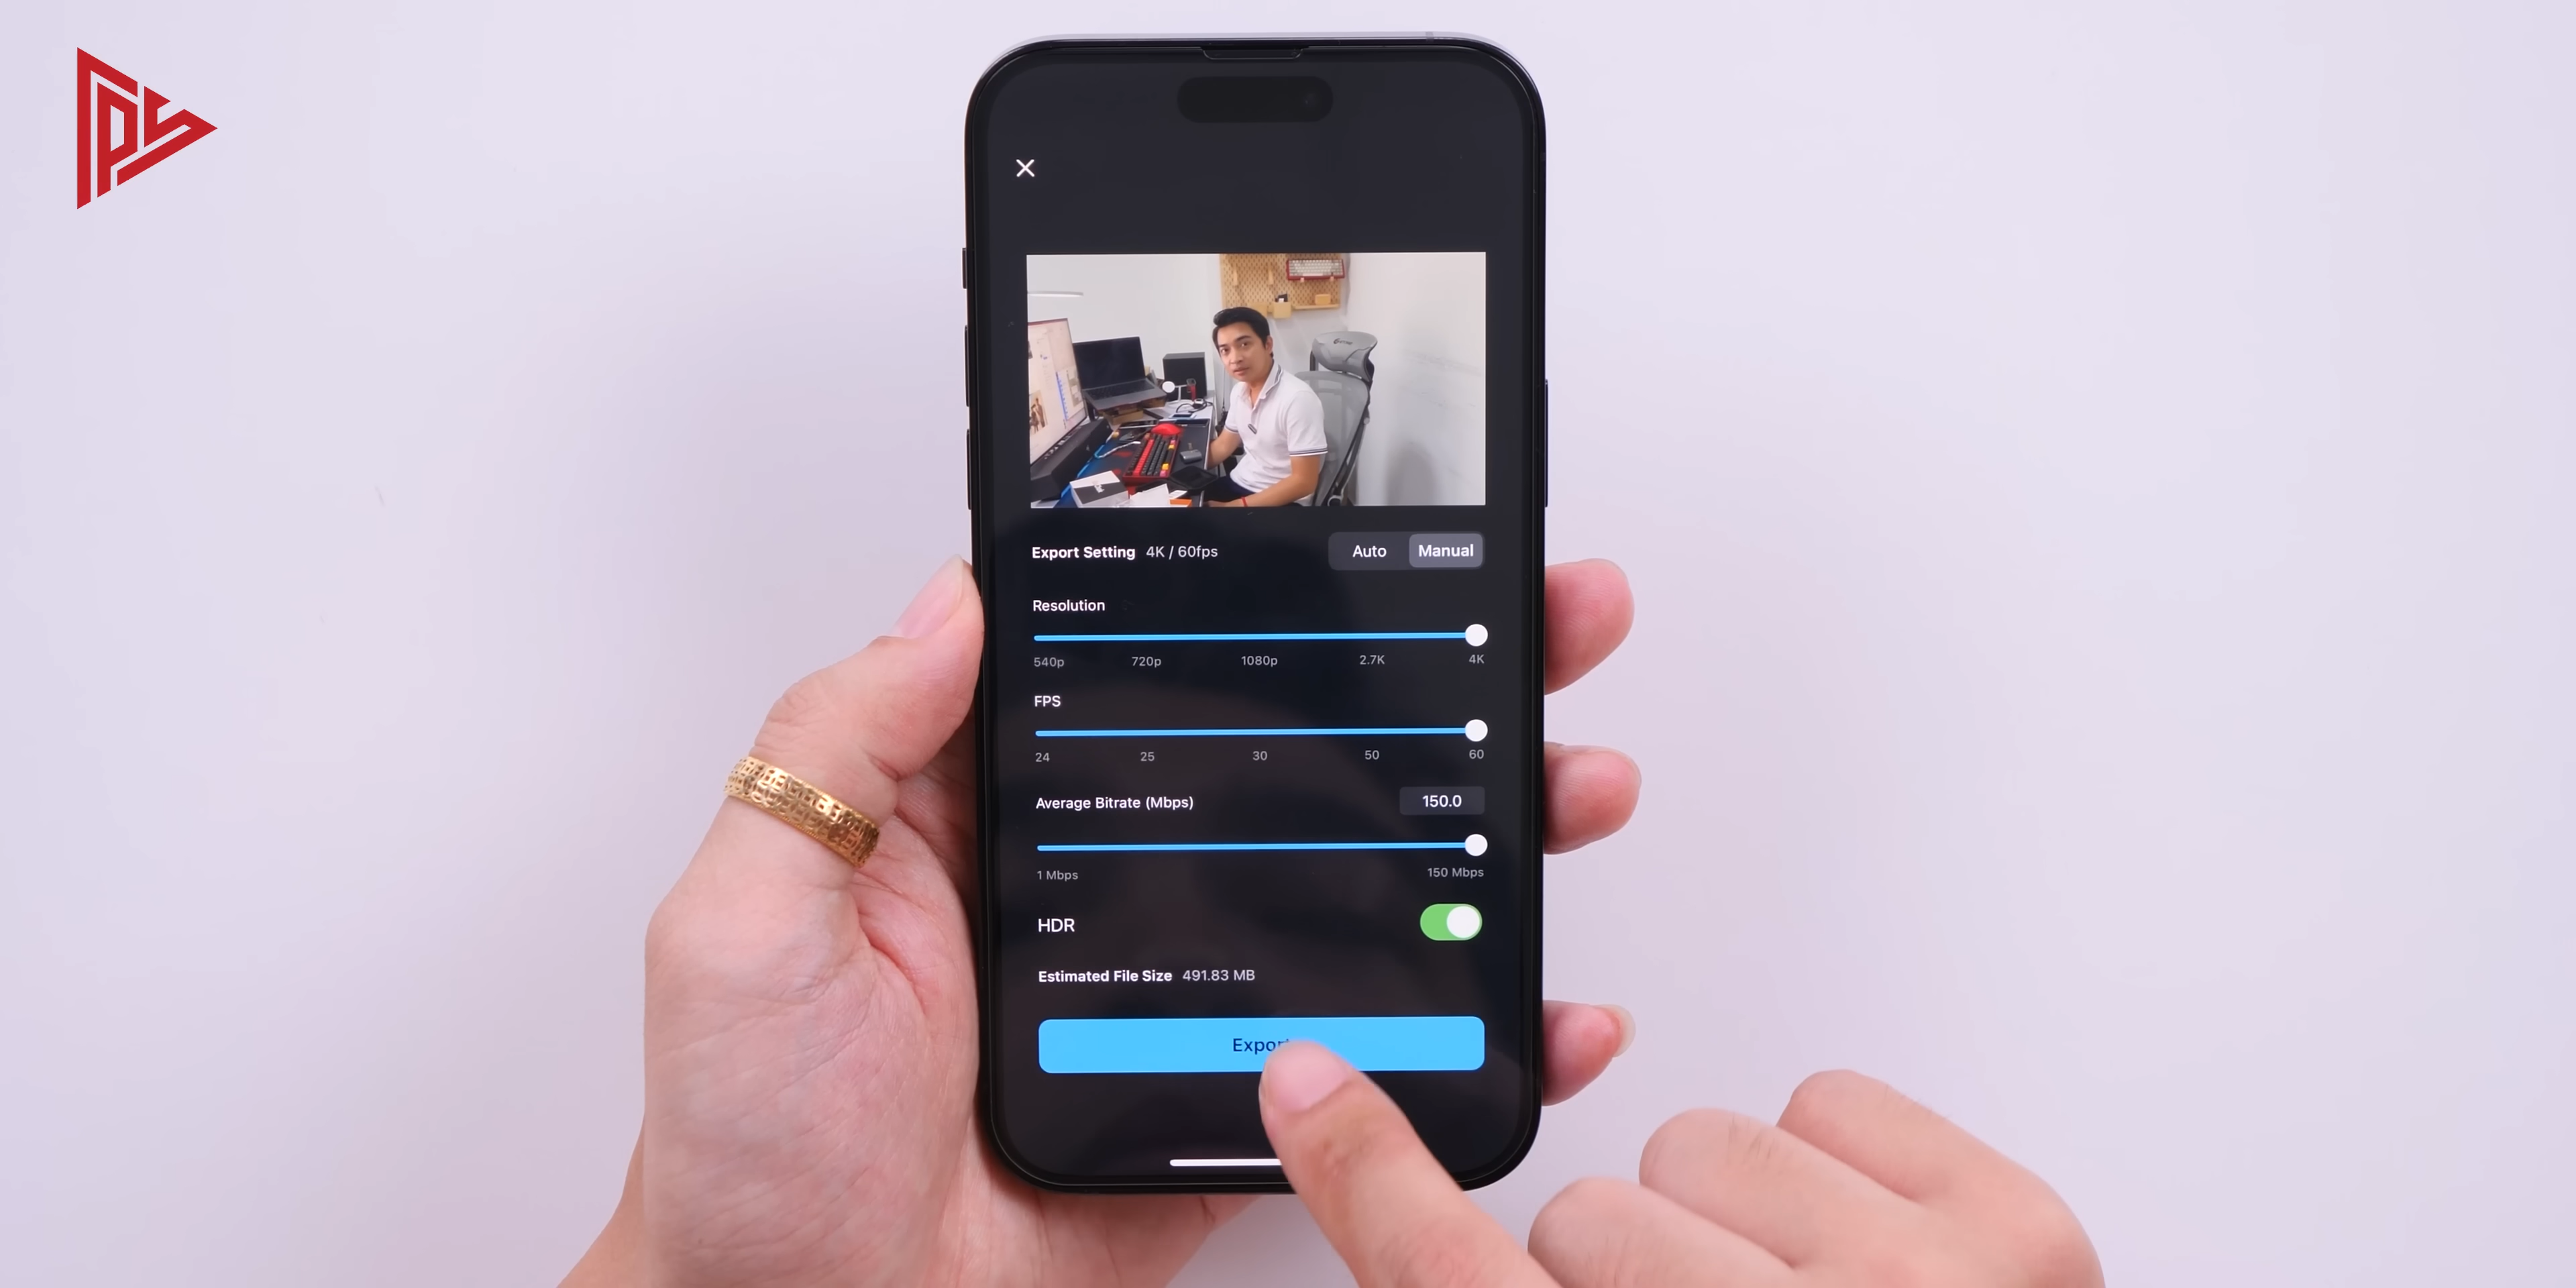 Export Setting 4K / 60fps Auto Manual
Resolution
540p 720p 1080p 2.7K 4K
FPS
24 25 30 50 60
Average Bitrate (Mbps) 150.0
1 Mbps 150 Mbps
HDR
Estimated File Size 491.83 MB
Export